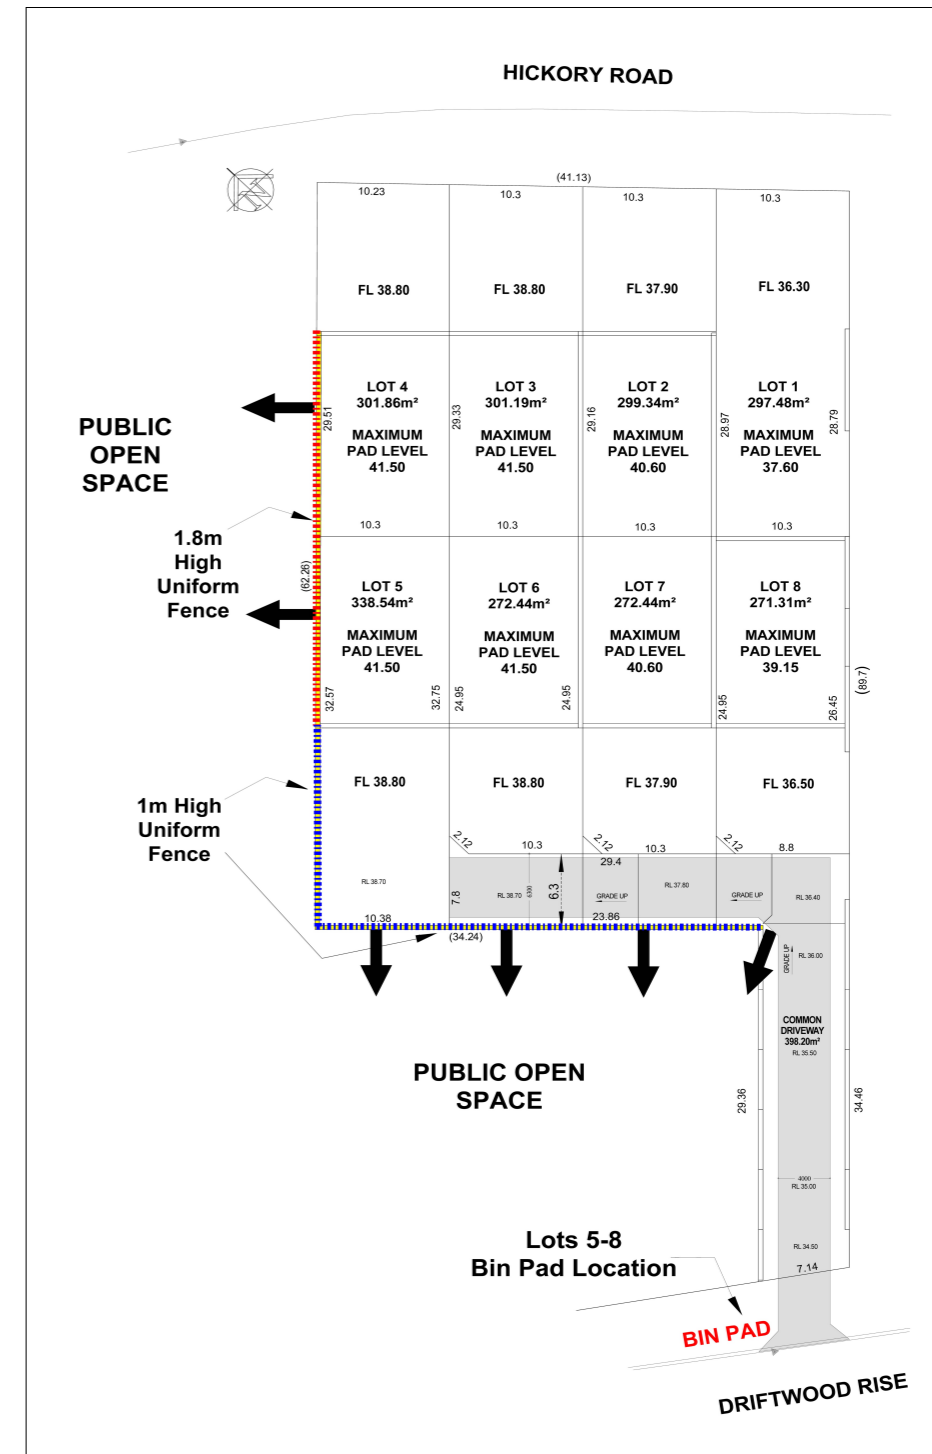 HICKORY ROAD
(41.13)
10.23
10.3
10.3
10.3
FL 38.80
FL 38.80
FL 37.90
FL 36.30
LOT 4
301.86m²
MAXIMUM
PAD LEVEL
41.50
LOT 3
301.19m²
MAXIMUM
PAD LEVEL
41.50
LOT 2
299.34m²
MAXIMUM
PAD LEVEL
40.60
LOT 1
297.48m²
MAXIMUM
PAD LEVEL
37.60
29.51
29.33
29.16
28.97
28.79
PUBLIC
OPEN
SPACE
1.8m
High
Uniform
Fence
(62.26)
10.3
10.3
10.3
10.3
LOT 5
338.54m²
MAXIMUM
PAD LEVEL
41.50
LOT 6
272.44m²
MAXIMUM
PAD LEVEL
41.50
LOT 7
272.44m²
MAXIMUM
PAD LEVEL
40.60
LOT 8
271.31m²
MAXIMUM
PAD LEVEL
39.15
(89.7)
32.57
32.75
24.95
24.95
24.95
26.45
FL 38.80
FL 38.80
FL 37.90
FL 36.50
1m High
Uniform
Fence
2.12
10.3
2.12
10.3
2.12
8.8
29.4
RL 38.70
7.8
RL 38.70
6300
6.3
GRADE UP
RL 37.80
GRADE UP
RL 36.40
10.38
23.86
(34.24)
GRADE UP
RL 36.00
COMMON
DRIVEWAY
398.20m²
RL 35.50
PUBLIC OPEN
SPACE
29.36
34.46
4000
RL 35.00
Lots 5-8
Bin Pad Location
RL 34.50
7.14
BIN PAD
DRIFTWOOD RISE